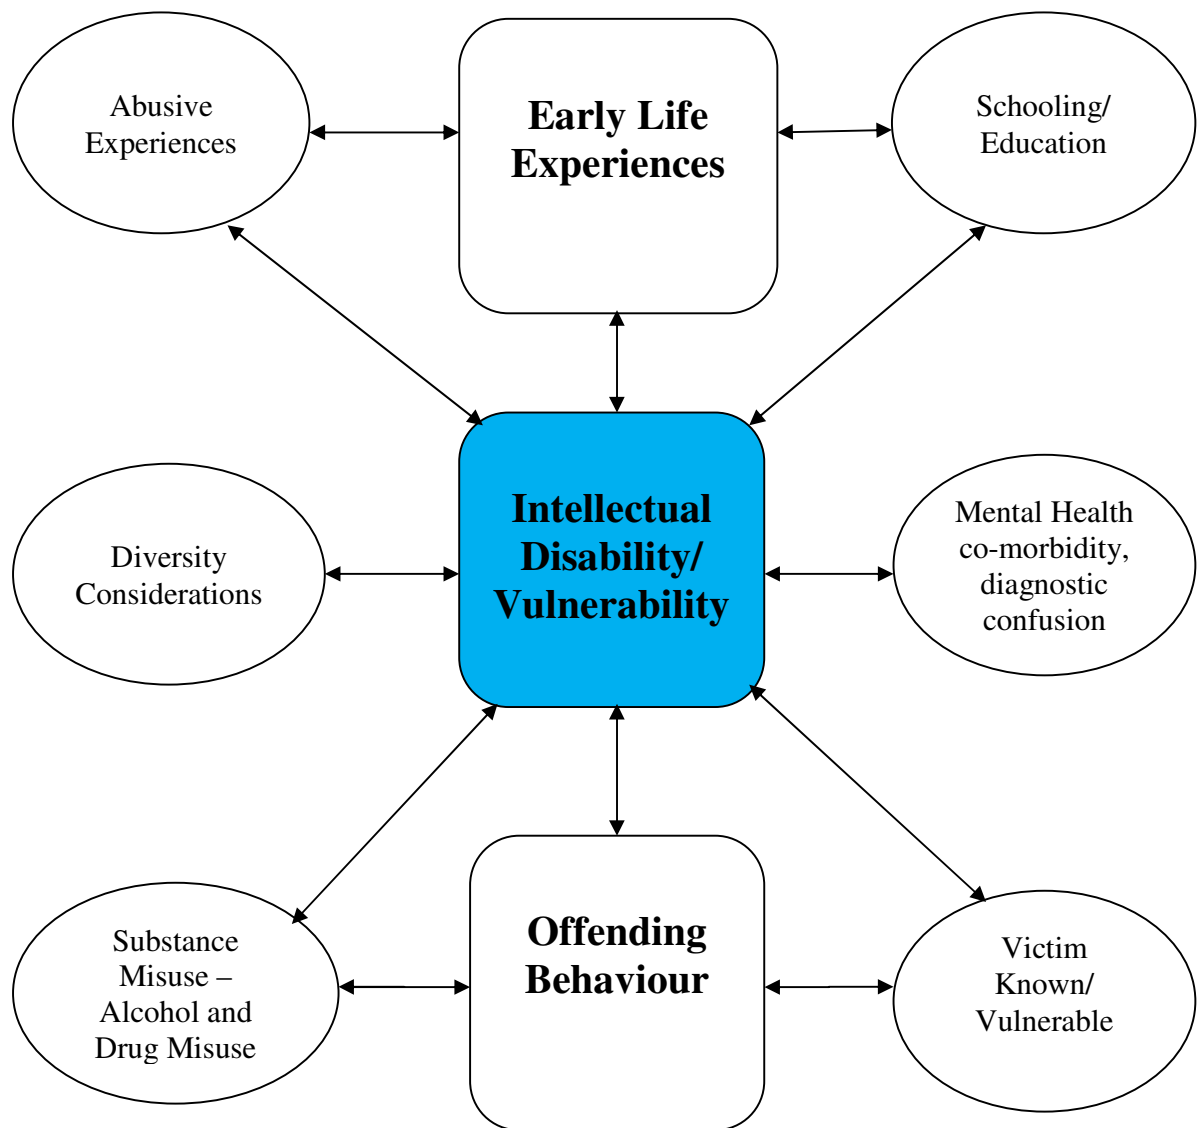 Abusive
Experiences
Early Life
Experiences
Schooling/
Education
Intellectual
Disability/
Vulnerability
Diversity
Considerations
Mental Health
co-morbidity,
diagnostic
confusion
Substance
Misuse –
Alcohol and
Drug Misuse
Offending
Behaviour
Victim
Known/
Vulnerable